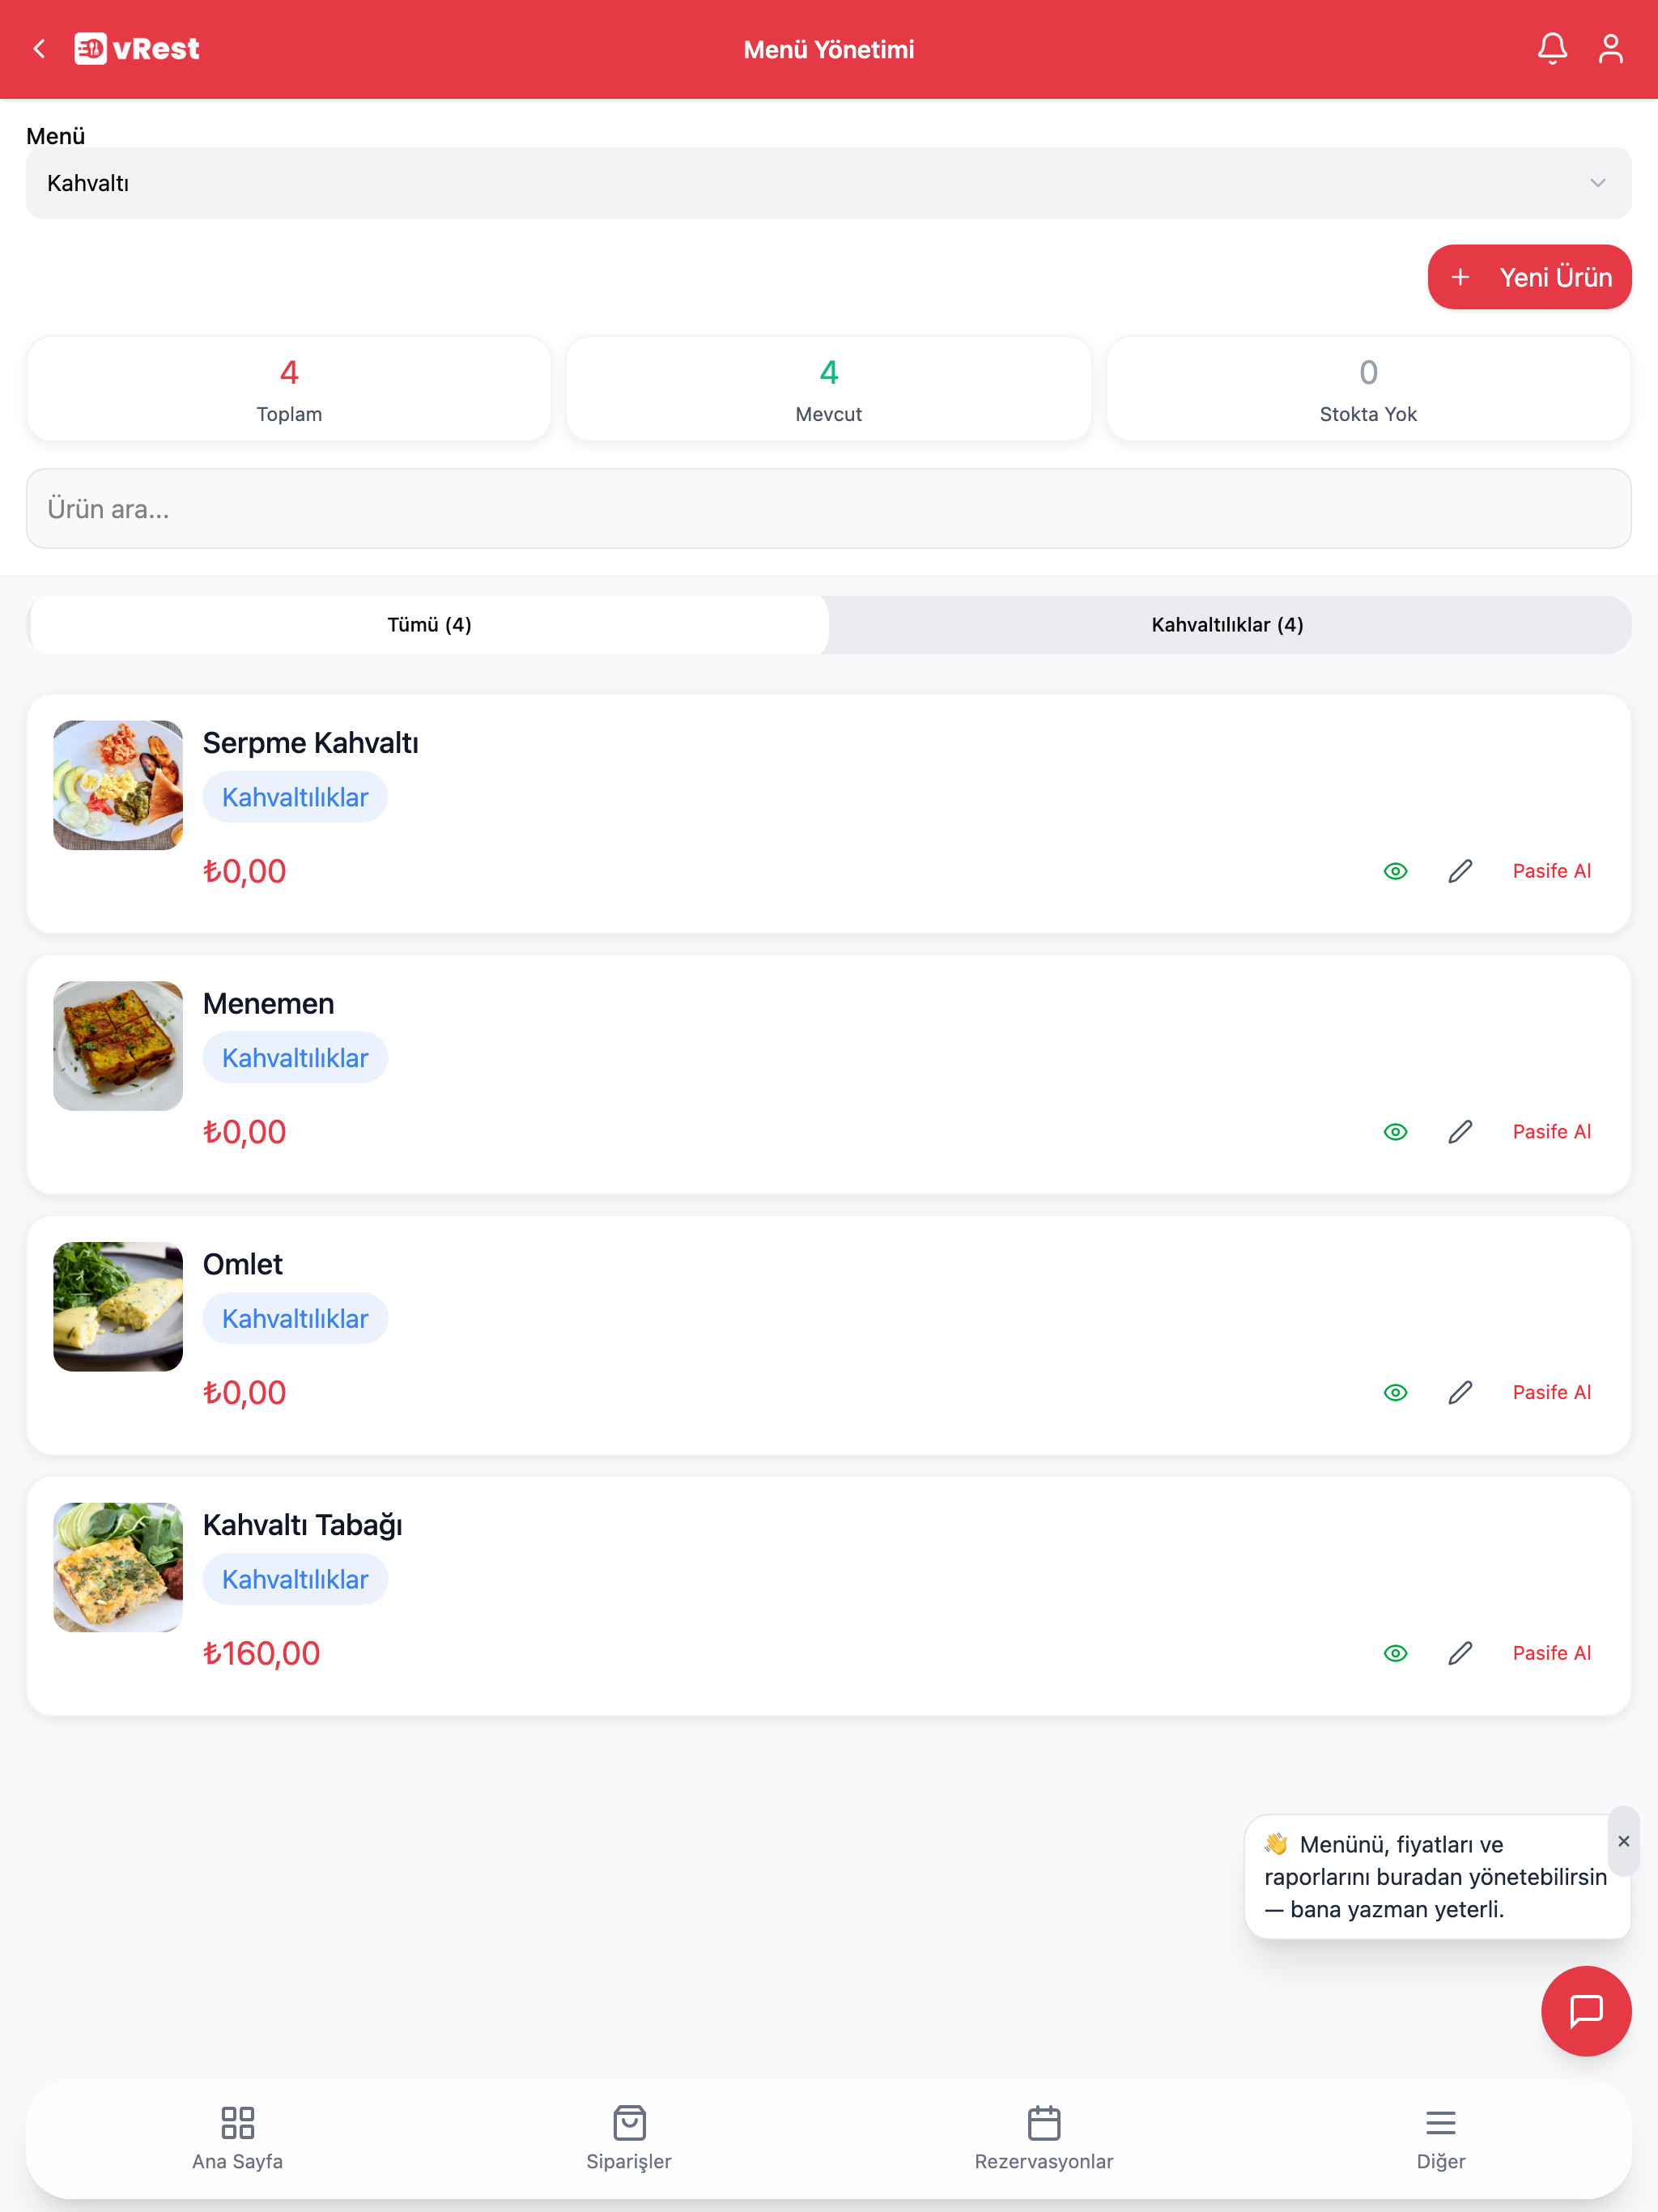 vRest
Menü Yönetimi
Menü
Kahvaltı
+ Yeni Ürün
4
Toplam
4
Mevcut
0
Stokta Yok
Ürün ara...
Tümü (4)
Kahvaltılıklar (4)
Serpme Kahvaltı
Kahvaltılıklar
₺0,00
Pasife Al
Menemen
Kahvaltılıklar
₺0,00
Pasife Al
Omlet
Kahvaltılıklar
₺0,00
Pasife Al
Kahvaltı Tabağı
Kahvaltılıklar
₺160,00
Pasife Al
👋 Menünü, fiyatları ve
raporlarını buradan yönetebilirsin
— bana yazman yeterli.
×
Ana Sayfa
Siparişler
Rezervasyonlar
Diğer